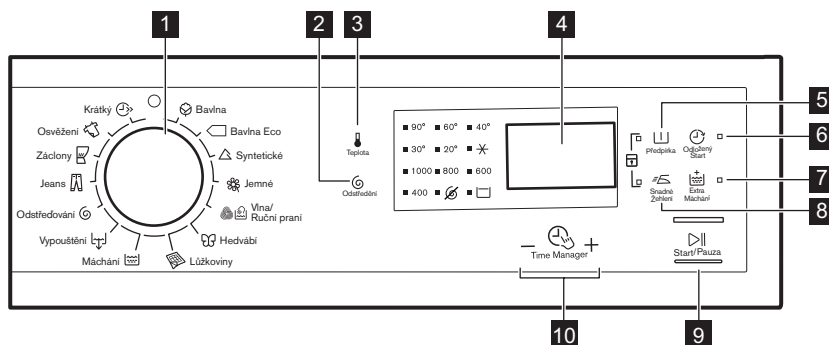 1
2
3
4
5
6
7
8
9
10
Krátký
Osvěžení
Záclony
Jeans
Odstřeďování
Vypouštění
Máchání
Bavlna
Bavlna Eco
Syntetické
Jemné
Vlna/
Ruční praní
Hedvábí
Lůžkoviny
Teplota
Odstředění
90° 60° 40°
30° 20°
1000 800 600
400
Předpírka
Odložený
Start
Snadné
Žehlení
Extra
Máchání
Start/Pauza
− +
Time Manager